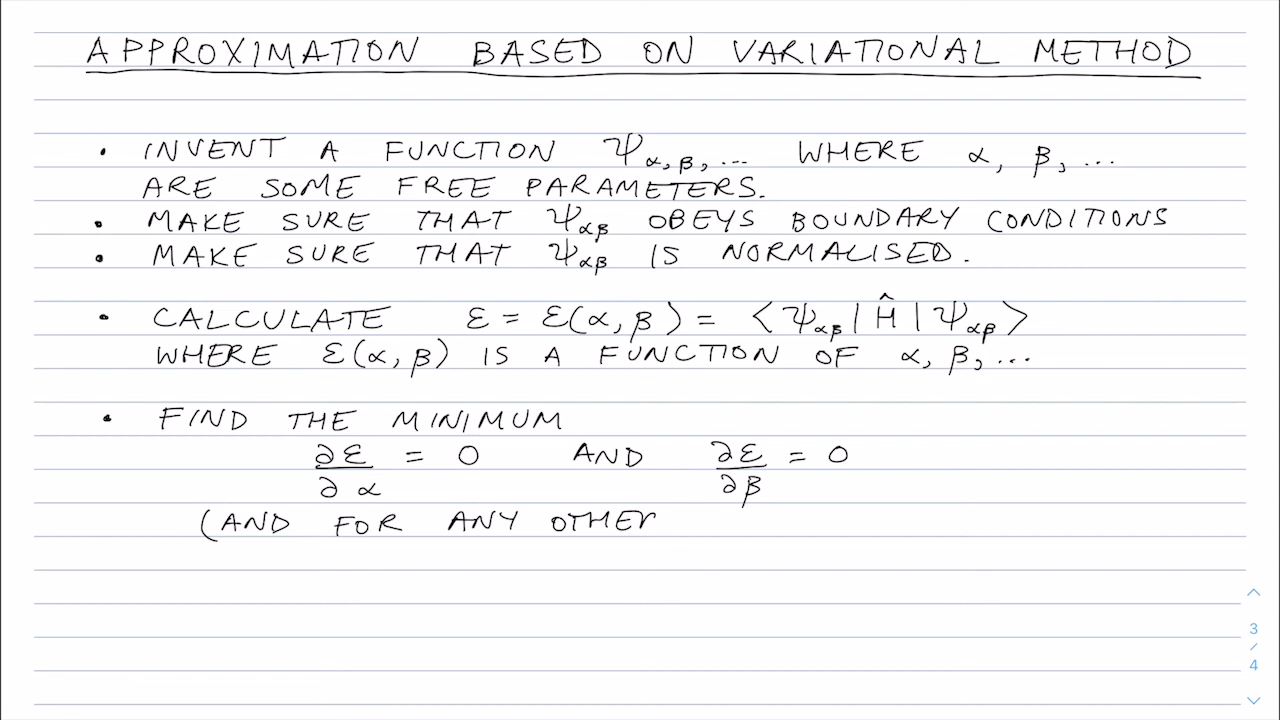 APPROXIMATION BASED ON VARIATIONAL METHOD
• INVENT A FUNCTION Ψα,β,... WHERE α, β, ...
ARE SOME FREE PARAMETERS.
• MAKE SURE THAT Ψαβ OBEYS BOUNDARY CONDITIONS
• MAKE SURE THAT Ψαβ IS NORMALISED.
• CALCULATE ε = ε(α, β) = ⟨Ψαβ | Ĥ | Ψαβ⟩
WHERE ε(α, β) IS A FUNCTION OF α, β, ...
• FIND THE MINIMUM
∂ε/∂α = 0 AND ∂ε/∂β = 0
(AND FOR ANY OTHER
3
/
4